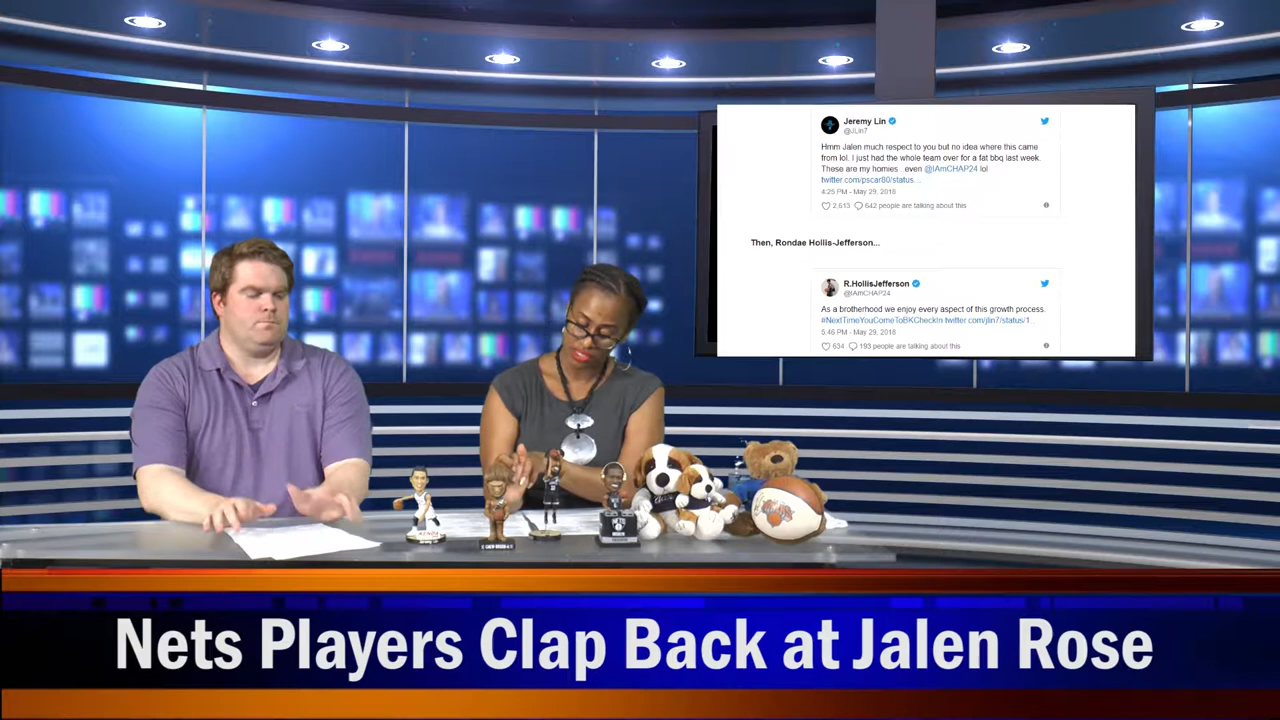 Jeremy Lin
@JLin7
Hmm Jalen much respect to you but no idea where this came
from lol. I just had the whole team over for a fat bbq last week.
These are my homies...even @IAmCHAP24 lol
twitter.com/pscar80/status...
4:25 PM - May 29, 2018
2,613 642 people are talking about this
Then, Rondae Hollis-Jefferson...
R.HollisJefferson
@IAmCHAP24
As a brotherhood we enjoy every aspect of this growth process.
#NextTimeYouComeToBKCheckIn twitter.com/jlin7/status/1...
5:46 PM - May 29, 2018
634 193 people are talking about this
NETS
Nets Players Clap Back at Jalen Rose